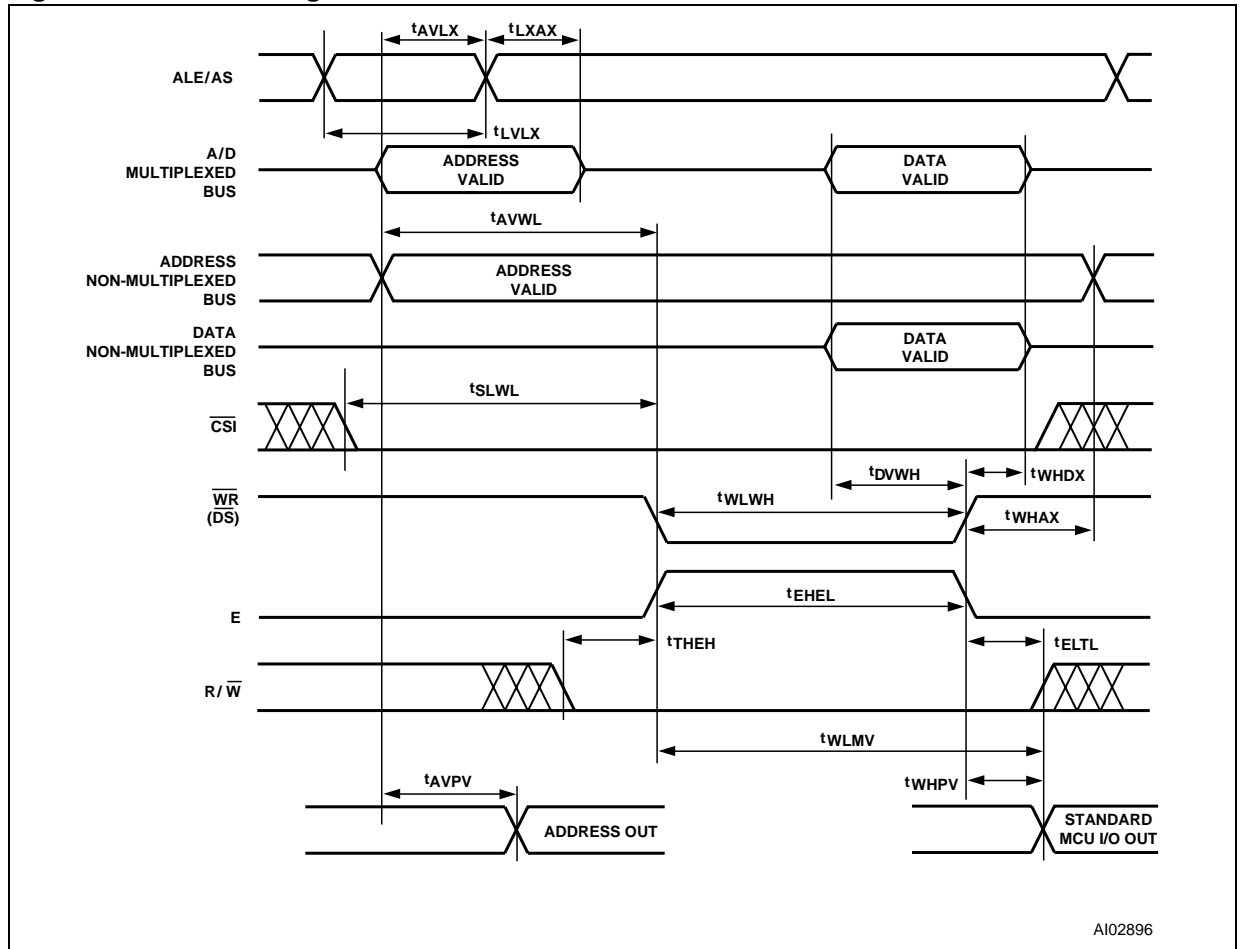 tAVLX
tLXAX
ALE/AS
tLVLX
A/D
MULTIPLEXED
BUS
ADDRESS
VALID
DATA
VALID
tAVWL
ADDRESS
NON-MULTIPLEXED
BUS
ADDRESS
VALID
DATA
NON-MULTIPLEXED
BUS
DATA
VALID
tSLWL
CSI
tDVWH
tWHDX
WR
(DS)
tWLWH
tWHAX
tEHEL
E
tTHEH
tELTL
R/W
tWLMV
tAVPV
tWHPV
ADDRESS OUT
STANDARD
MCU I/O OUT
AI02896